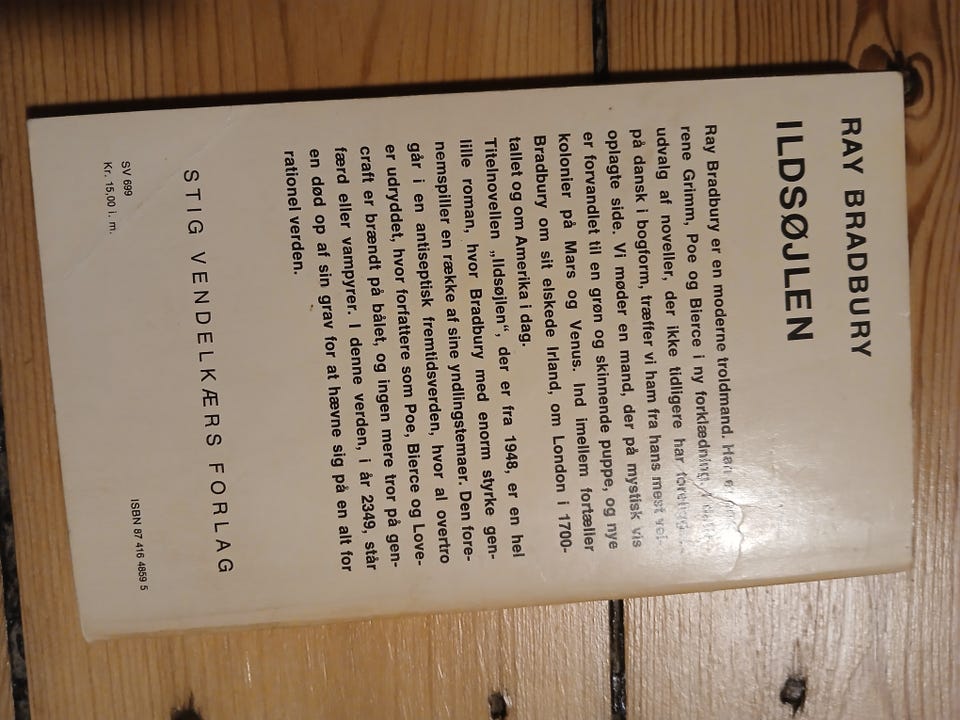 RAY BRADBURY
ILDSØJLEN
Ray Bradbury er en moderne troldmand. Han
rene Grimm, Poe og Bierce i ny forklædning.
udvalg af noveller, der ikke tidligere har
på dansk i bogform, træffer vi ham fra hans mest vel-
oplagte side. Vi møder en mand, der på mystisk vis
er forvandlet til en grøn og skinnende puppe, og nye
kolonier på Mars og Venus. Ind imellem fortæller
Bradbury om sit elskede Irland, om London i 1700-
tallet og om Amerika i dag.
Titelnovellen „Ildsøjlen“, der er fra 1948, er en hel
lille roman, hvor Bradbury med enorm styrke gen-
nemspiller en række af sine yndlingstemaer. Den fore-
går i en antiseptisk fremtidsverden, hvor al overtro
er udryddet, hvor forfattere som Poe, Bierce og Love-
craft er brændt på bålet, og ingen mere tror på gen-
færd eller vampyrer. I denne verden, i år 2349, står
en død op af sin grav for at hævne sig på en alt for
rationel verden.
STIG VENDELKÆRS FORLAG
SV 699
Kr. 15,00 i. m.
ISBN 87 416 4859 5